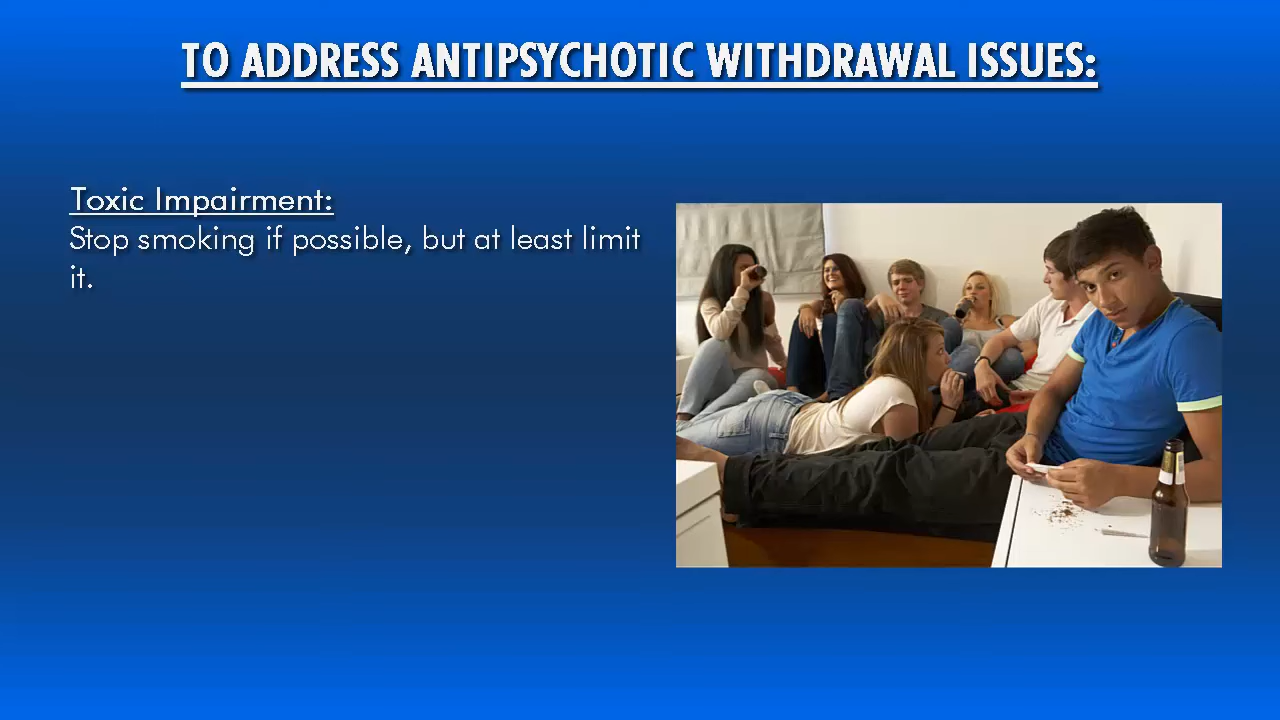 TO ADDRESS ANTIPSYCHOTIC WITHDRAWAL ISSUES:
Toxic Impairment:
Stop smoking if possible, but at least limit
it.